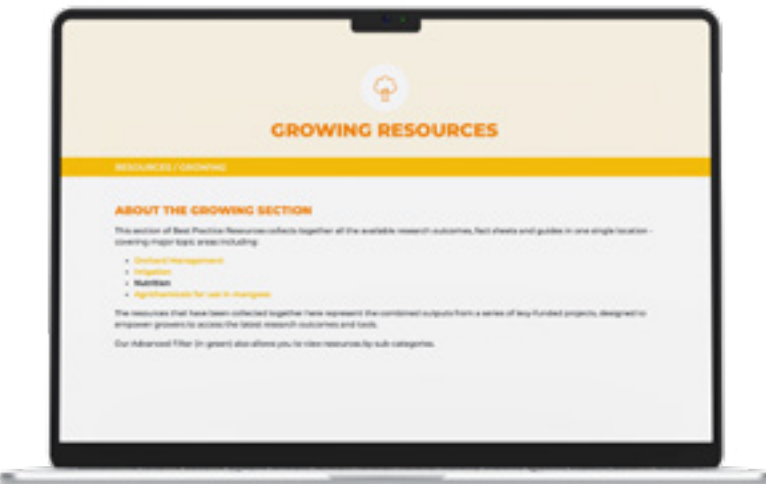 GROWING RESOURCES
RESOURCES / GROWING
ABOUT THE GROWING SECTION
This section of Best Practice Resources collects together all the available research outcomes, fact sheets and guides in one single location -
covering major topic areas including:
Orchard Management
Irrigation
Nutrition
Agrochemicals for use in mangoes
The resources that have been collected together here represent the combined outputs from a series of levy-funded projects, designed to
empower growers to access the latest research outcomes and tools.
Our Advanced Filter (in green) also allows you to view resources by sub-categories.